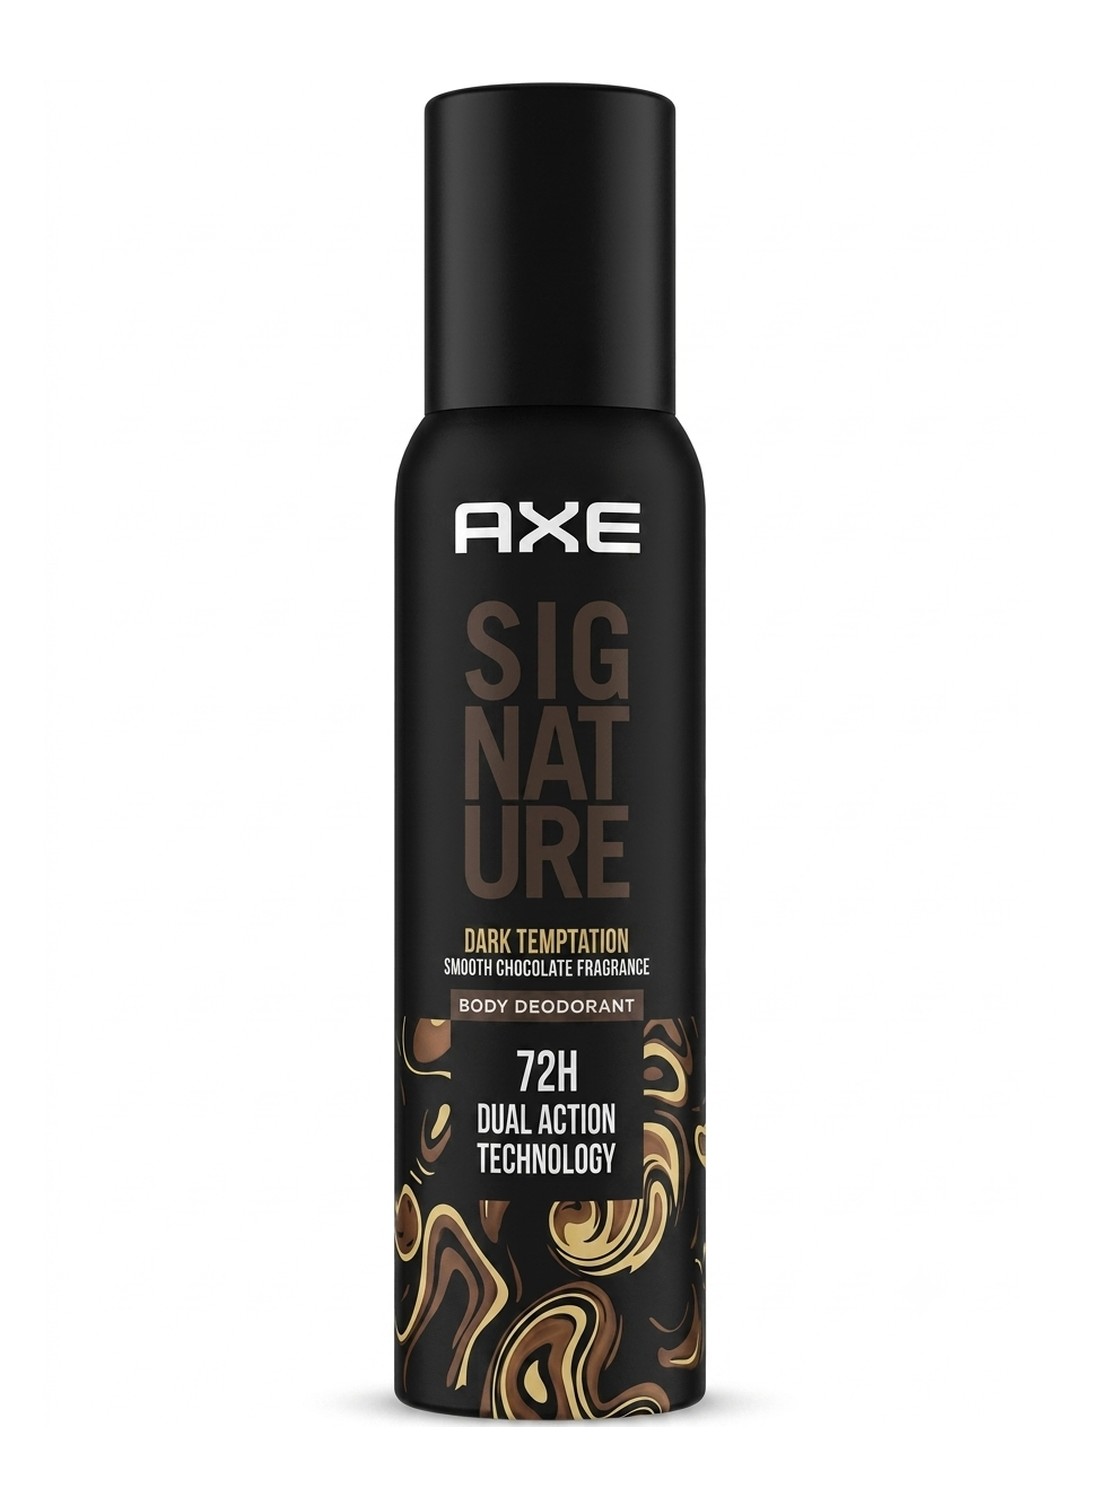 AXE
SIG
NAT
URE
DARK TEMPTATION
SMOOTH CHOCOLATE FRAGRANCE
BODY DEODORANT
72H
DUAL ACTION
TECHNOLOGY